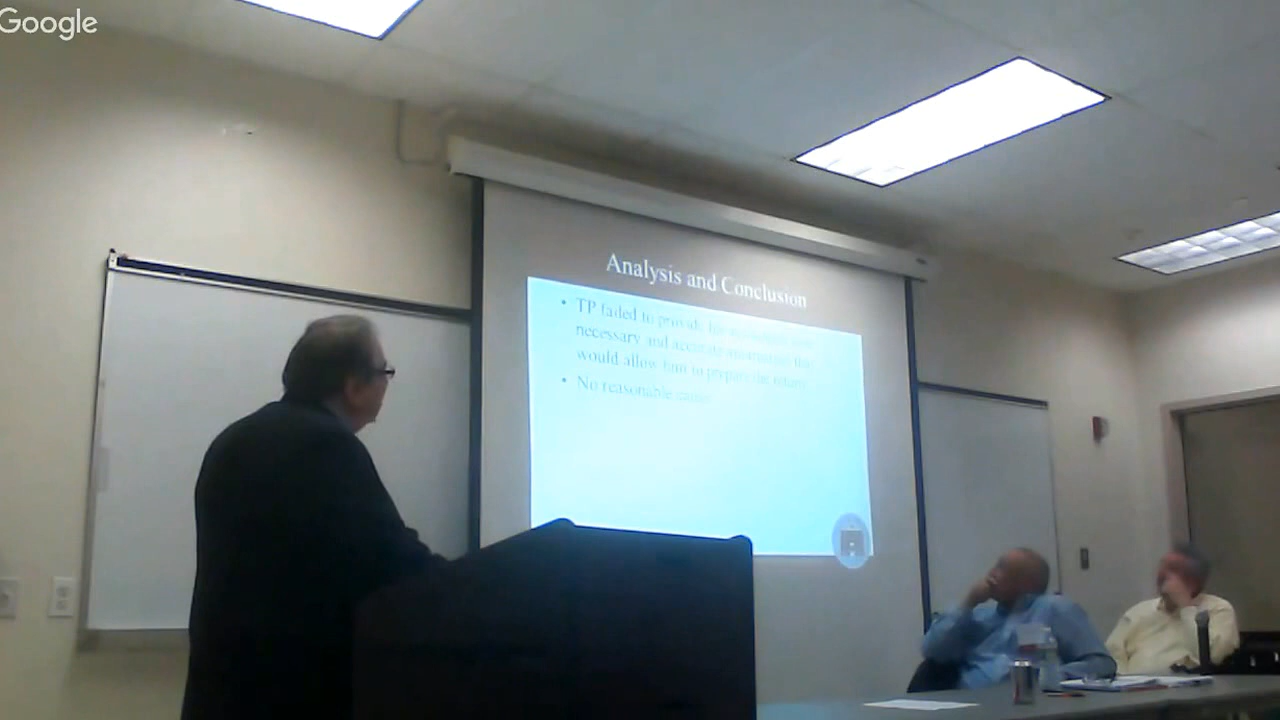 Google
Analysis and Conclusion
• TP failed to provide
necessary and accurate
would allow him to prepare the return
• No reasonable cause